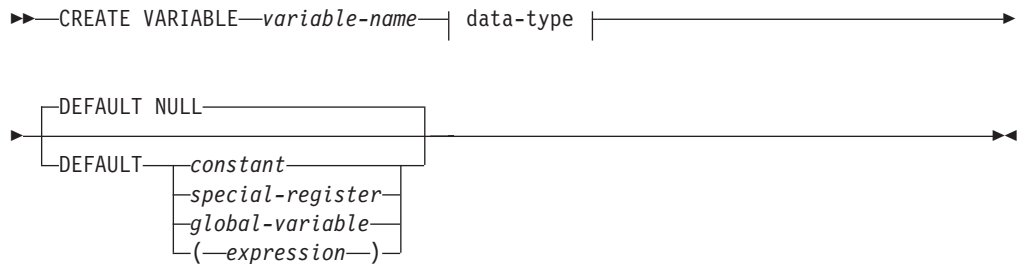 CREATE VARIABLE variable-name data-type
DEFAULT NULL
DEFAULT constant
special-register
global-variable
( expression )